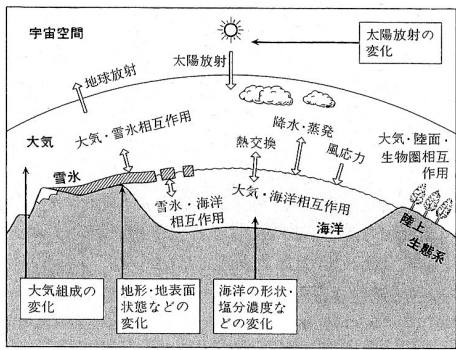 宇宙空間
太陽放射の
変化
太陽放射
地球放射
大気
大気・雪氷相互作用
降水・蒸発
熱交換
風応力
大気・陸面・
生物圏相互
作用
雪氷
雪氷・海洋
相互作用
大気・海洋相互作用
海洋
陸上
生態系
大気組成の
変化
地形・地表面
状態などの
変化
海洋の形状・
塩分濃度な
どの変化